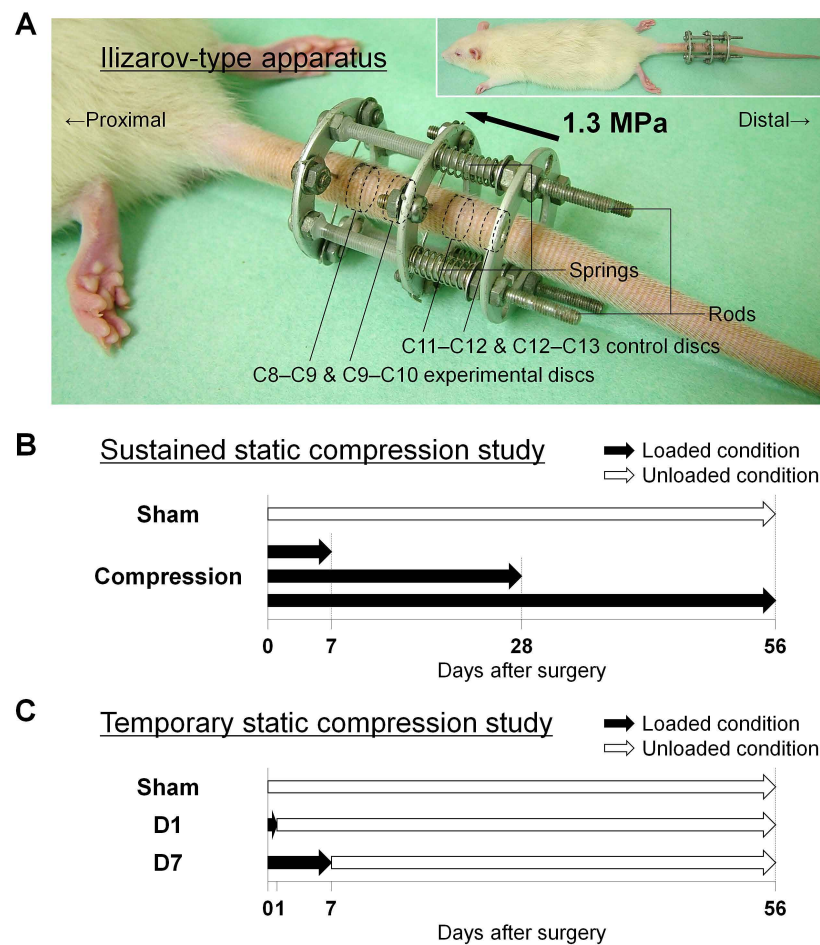 A
Ilizarov-type apparatus
←Proximal
1.3 MPa
Distal→
Springs
Rods
C11–C12 & C12–C13 control discs
C8–C9 & C9–C10 experimental discs
B
Sustained static compression study
Loaded condition
Unloaded condition
Sham
Compression
0 7 28 56
Days after surgery
C
Temporary static compression study
Loaded condition
Unloaded condition
Sham
D1
D7
01 7 56
Days after surgery